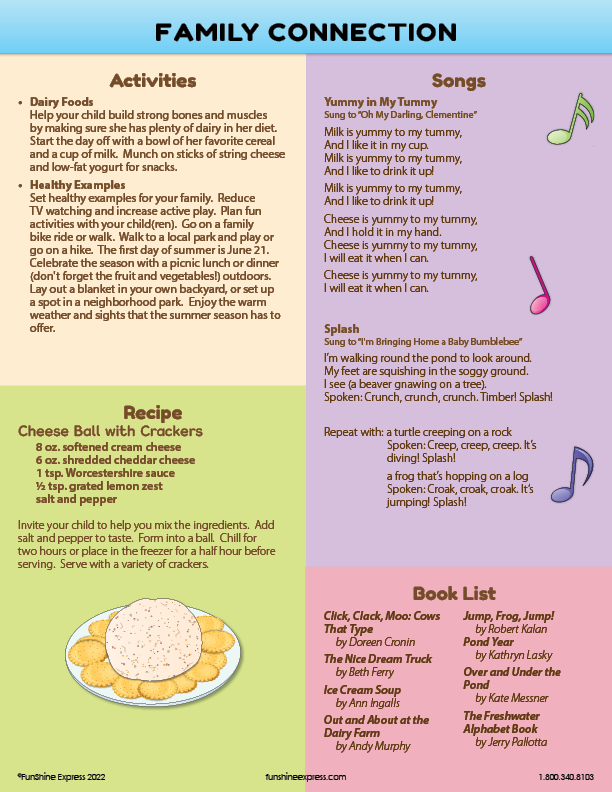 FAMILY CONNECTION
Activities
• Dairy Foods
Help your child build strong bones and muscles
by making sure she has plenty of dairy in her diet.
Start the day off with a bowl of her favorite cereal
and a cup of milk. Munch on sticks of string cheese
and low-fat yogurt for snacks.
• Healthy Examples
Set healthy examples for your family. Reduce
TV watching and increase active play. Plan fun
activities with your child(ren). Go on a family
bike ride or walk. Walk to a local park and play or
go on a hike. The first day of summer is June 21.
Celebrate the season with a picnic lunch or dinner
(don't forget the fruit and vegetables!) outdoors.
Lay out a blanket in your own backyard, or set up
a spot in a neighborhood park. Enjoy the warm
weather and sights that the summer season has to
offer.
Recipe
Cheese Ball with Crackers
8 oz. softened cream cheese
6 oz. shredded cheddar cheese
1 tsp. Worcestershire sauce
½ tsp. grated lemon zest
salt and pepper
Invite your child to help you mix the ingredients. Add
salt and pepper to taste. Form into a ball. Chill for
two hours or place in the freezer for a half hour before
serving. Serve with a variety of crackers.
Songs
Yummy in My Tummy
Sung to "Oh My Darling, Clementine"
Milk is yummy to my tummy,
And I like it in my cup.
Milk is yummy to my tummy,
And I like to drink it up!
Milk is yummy to my tummy,
And I like to drink it up!
Cheese is yummy to my tummy,
And I hold it in my hand.
Cheese is yummy to my tummy,
I will eat it when I can.
Cheese is yummy to my tummy,
I will eat it when I can.
Splash
Sung to "I'm Bringing Home a Baby Bumblebee"
I'm walking round the pond to look around.
My feet are squishing in the soggy ground.
I see (a beaver gnawing on a tree).
Spoken: Crunch, crunch, crunch. Timber! Splash!
Repeat with: a turtle creeping on a rock
Spoken: Creep, creep, creep. It's
diving! Splash!
a frog that's hopping on a log
Spoken: Croak, croak, croak. It's
jumping! Splash!
Book List
Click, Clack, Moo: Cows
That Type
by Doreen Cronin
The Nice Dream Truck
by Beth Ferry
Ice Cream Soup
by Ann Ingalls
Out and About at the
Dairy Farm
by Andy Murphy
Jump, Frog, Jump!
by Robert Kalan
Pond Year
by Kathryn Lasky
Over and Under the
Pond
by Kate Messner
The Freshwater
Alphabet Book
by Jerry Pallotta
©FunShine Express 2022
funshineexpress.com
1.800.340.8103